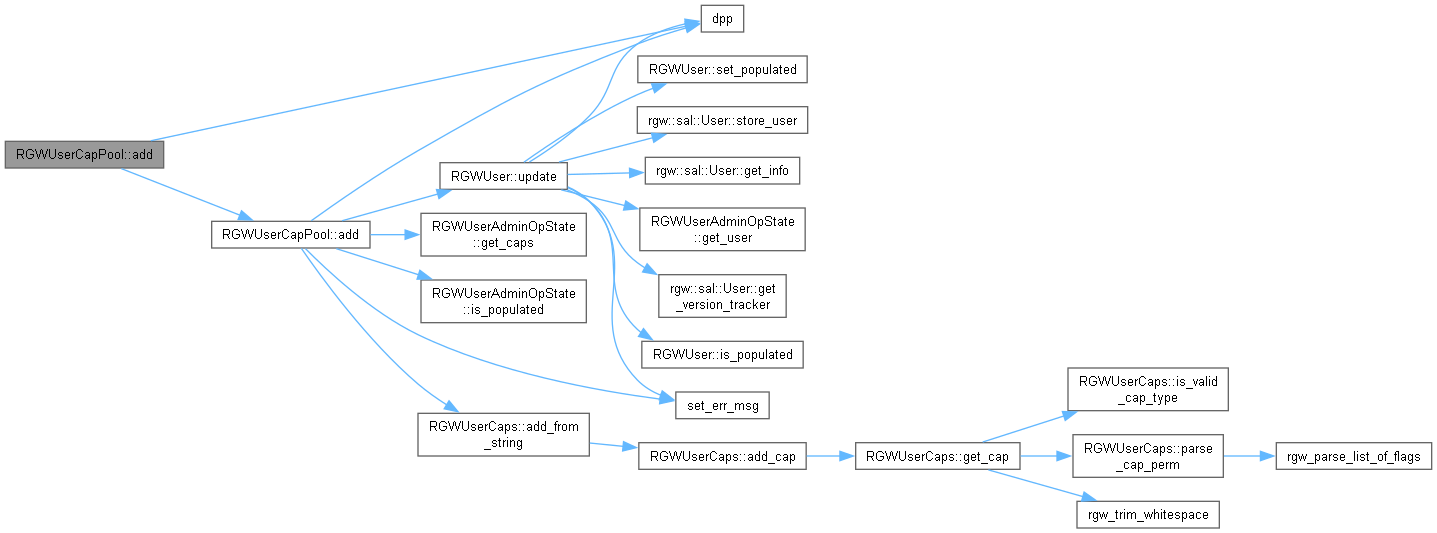 dpp
RGWUser::set_populated
rgw::sal::User::store_user
RGWUserCapPool::add
RGWUser::update
rgw::sal::User::get_info
RGWUserCapPool::add
RGWUserAdminOpState
::get_caps
RGWUserAdminOpState
::get_user
RGWUserAdminOpState
::is_populated
rgw::sal::User::get
_version_tracker
RGWUser::is_populated
set_err_msg
RGWUserCaps::add_from
_string
RGWUserCaps::add_cap
RGWUserCaps::get_cap
RGWUserCaps::is_valid
_cap_type
RGWUserCaps::parse
_cap_perm
rgw_parse_list_of_flags
rgw_trim_whitespace